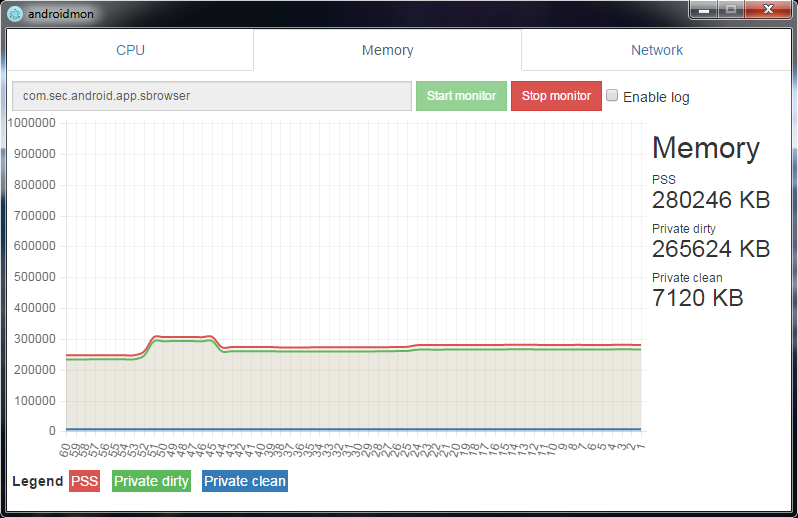 androidmon
CPU
Memory
Network
com.sec.android.app.sbrowser
Start monitor
Stop monitor
Enable log
1000000
900000
800000
700000
600000
500000
400000
300000
200000
100000
0
60 59 58 57 56 55 54 53 52 51 50 49 48 47 46 45 44 43 42 41 40 39 38 37 36 35 34 33 32 31 30 29 28 27 26 25 24 23 22 21 20 19 18 17 16 15 14 13 12 11 10 9 8 7 6 5 4 3 2 1
Memory
PSS
280246 KB
Private dirty
265624 KB
Private clean
7120 KB
Legend PSS Private dirty Private clean